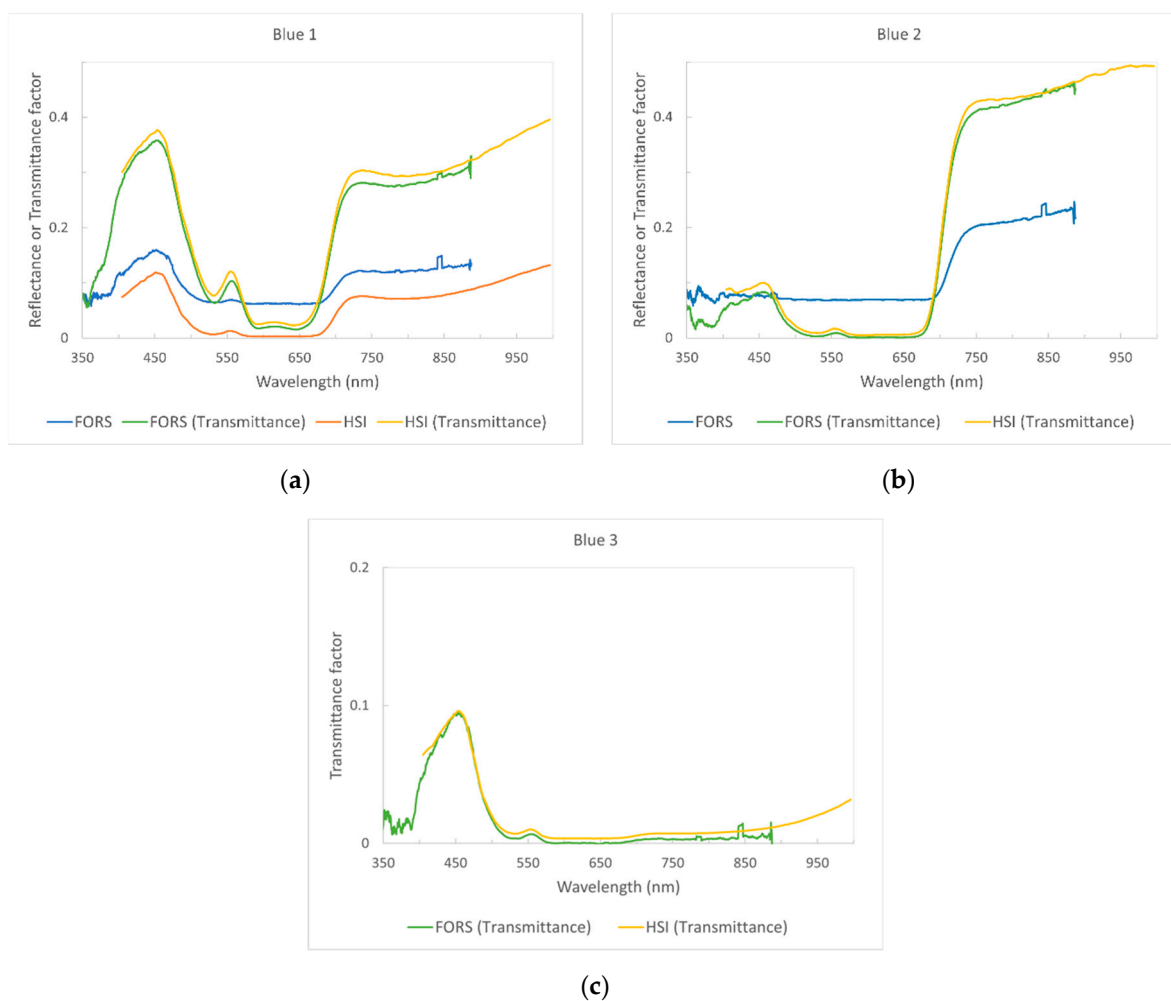 Blue 1
Reflectance or Transmittance factor
0.4
0.2
0
350 450 550 650 750 850 950
Wavelength (nm)
FORS FORS (Transmittance) HSI HSI (Transmittance)
(a)
Blue 2
Reflectance or Transmittance factor
0.4
0.2
0
350 450 550 650 750 850 950
Wavelength (nm)
FORS FORS (Transmittance) HSI (Transmittance)
(b)
Blue 3
Transmittance factor
0.2
0.1
0
350 450 550 650 750 850 950
Wavelength (nm)
FORS (Transmittance) HSI (Transmittance)
(c)